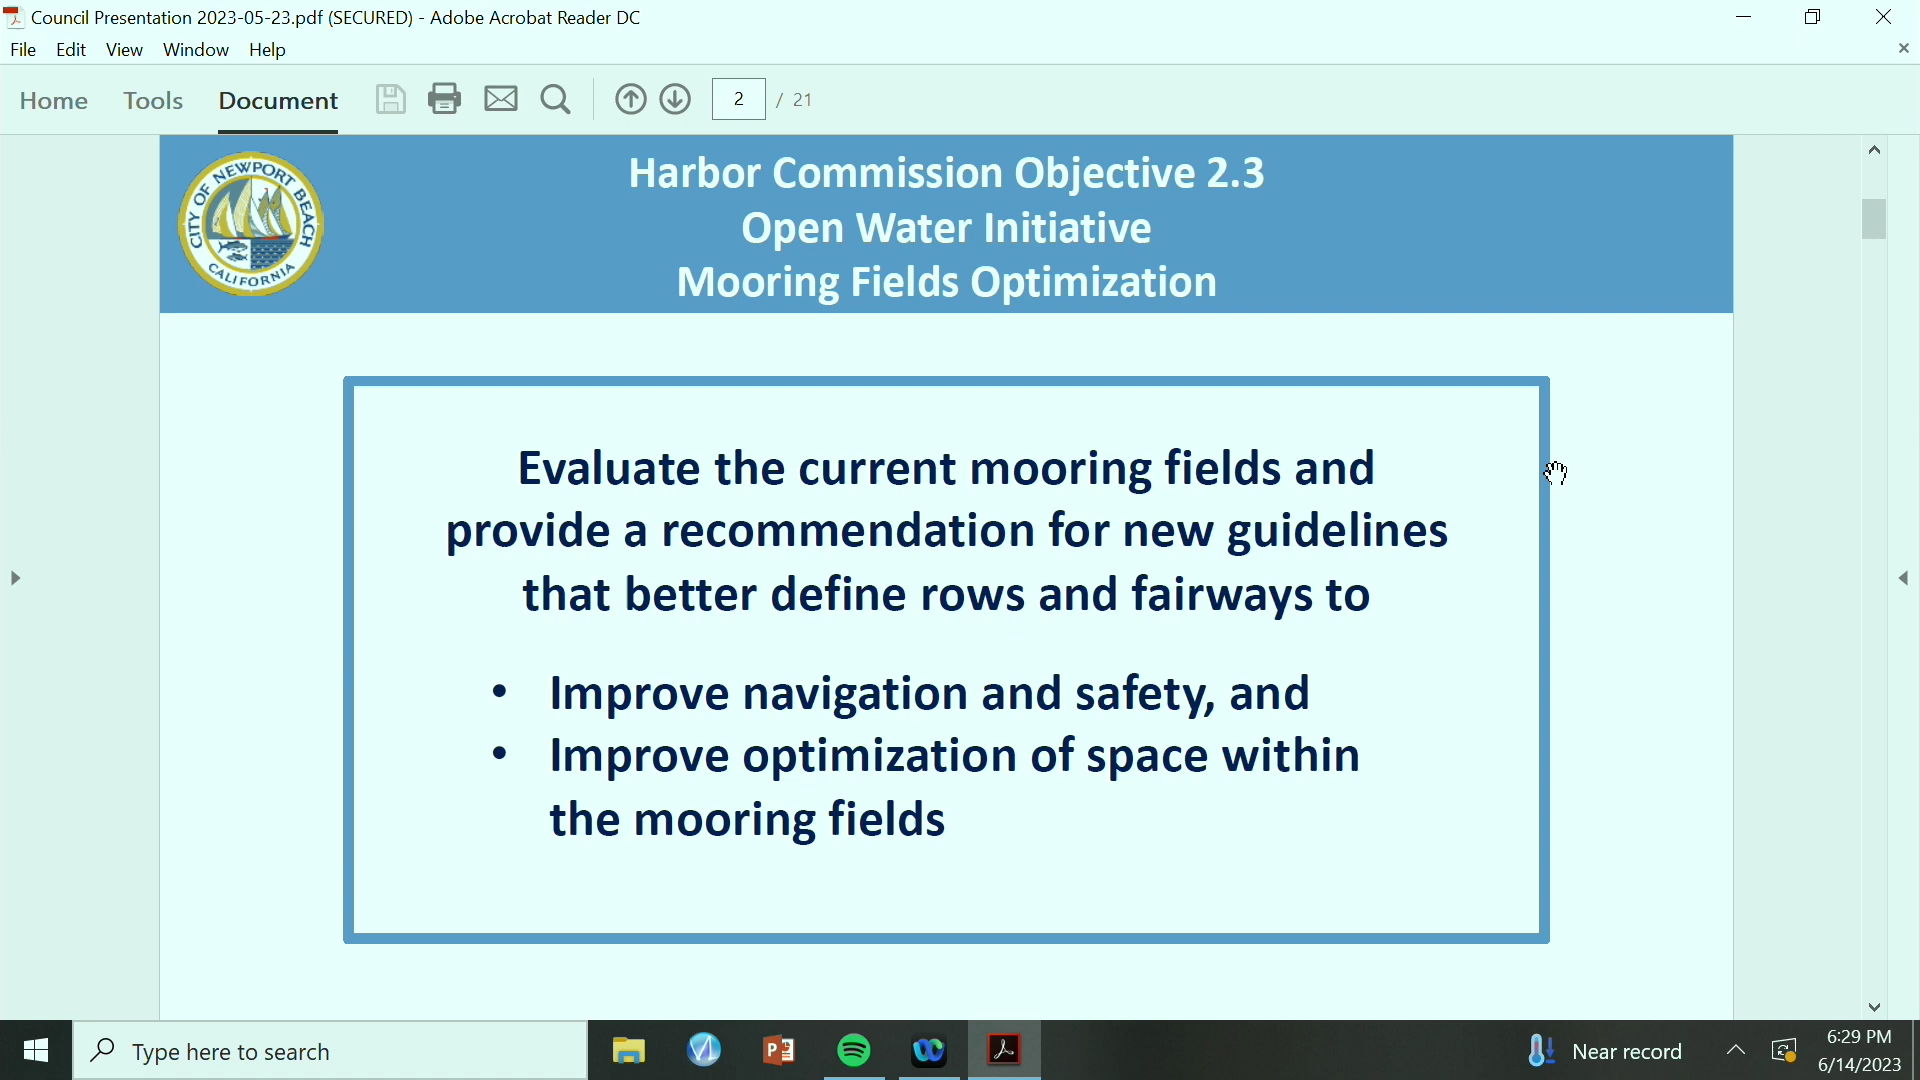 Council Presentation 2023-05-23.pdf (SECURED) - Adobe Acrobat Reader DC
File Edit View Window Help
Home Tools Document 2 / 21
CITY OF NEWPORT BEACH
CALIFORNIA
Harbor Commission Objective 2.3
Open Water Initiative
Mooring Fields Optimization
Evaluate the current mooring fields and
provide a recommendation for new guidelines
that better define rows and fairways to
• Improve navigation and safety, and
• Improve optimization of space within
the mooring fields
Type here to search
Near record
6:29 PM
6/14/2023